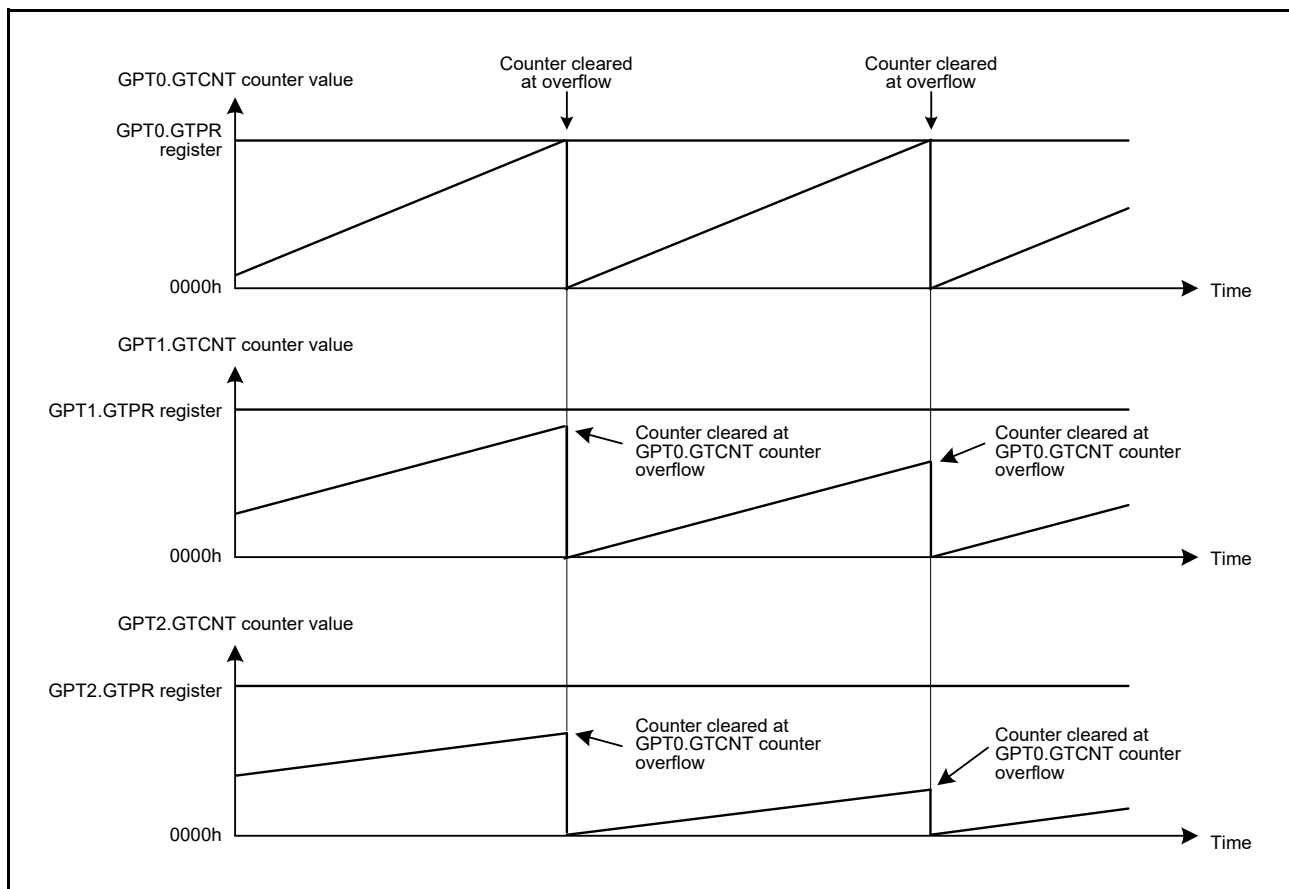 Counter cleared
at overflow
Counter cleared
at overflow
GPT0.GTCNT counter value
GPT0.GTPR
register
0000h
Time
GPT1.GTCNT counter value
GPT1.GTPR register
Counter cleared at
GPT0.GTCNT counter
overflow
Counter cleared at
GPT0.GTCNT counter
overflow
0000h
Time
GPT2.GTCNT counter value
GPT2.GTPR register
Counter cleared at
GPT0.GTCNT counter
overflow
Counter cleared at
GPT0.GTCNT counter
overflow
0000h
Time